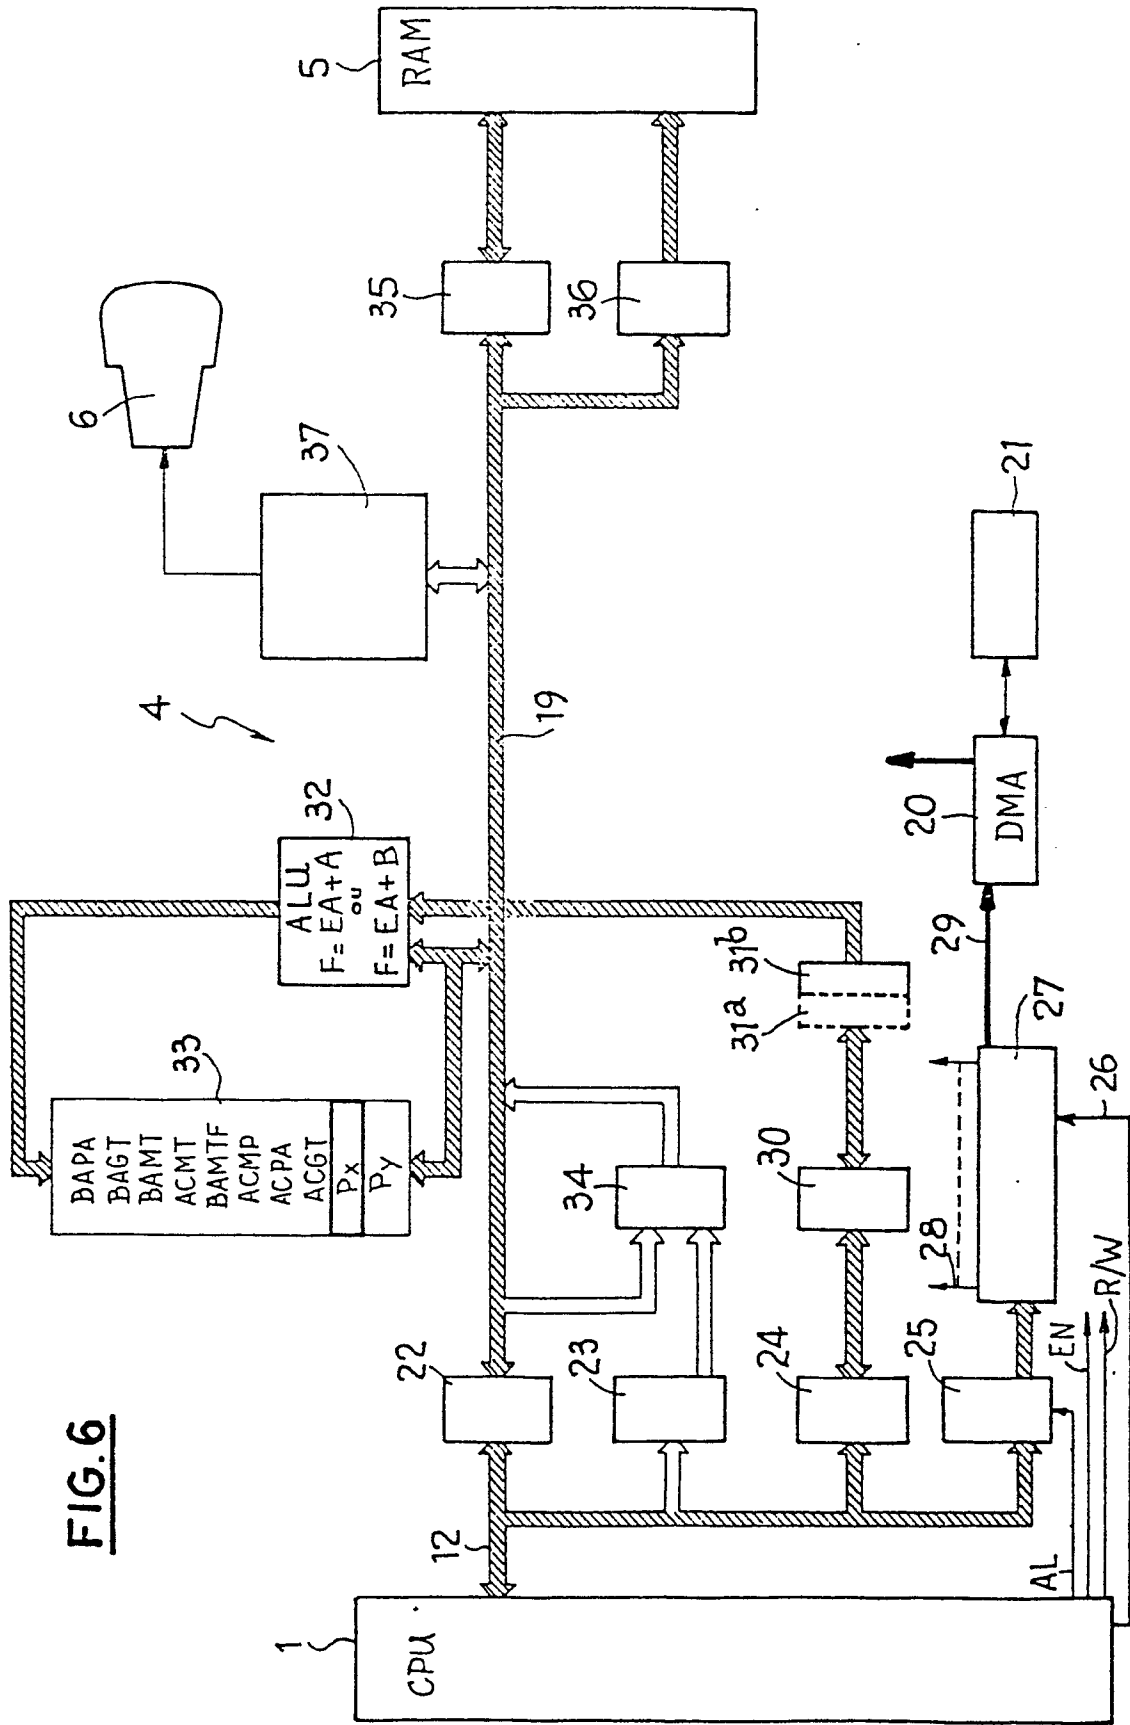 FIG.6
1
CPU
12
22
23
24
25
AL
EN
R/W
26
27
28
29
30
31a
31b
34
33
BAPA
BAGT
BAMT
ACMT
BAMTF
ACMP
ACPA
ACGT
Px
Py
32
ALU
F=EA+A
ou
F=EA+B
4
19
20
DMA
21
37
6
35
36
5
RAM